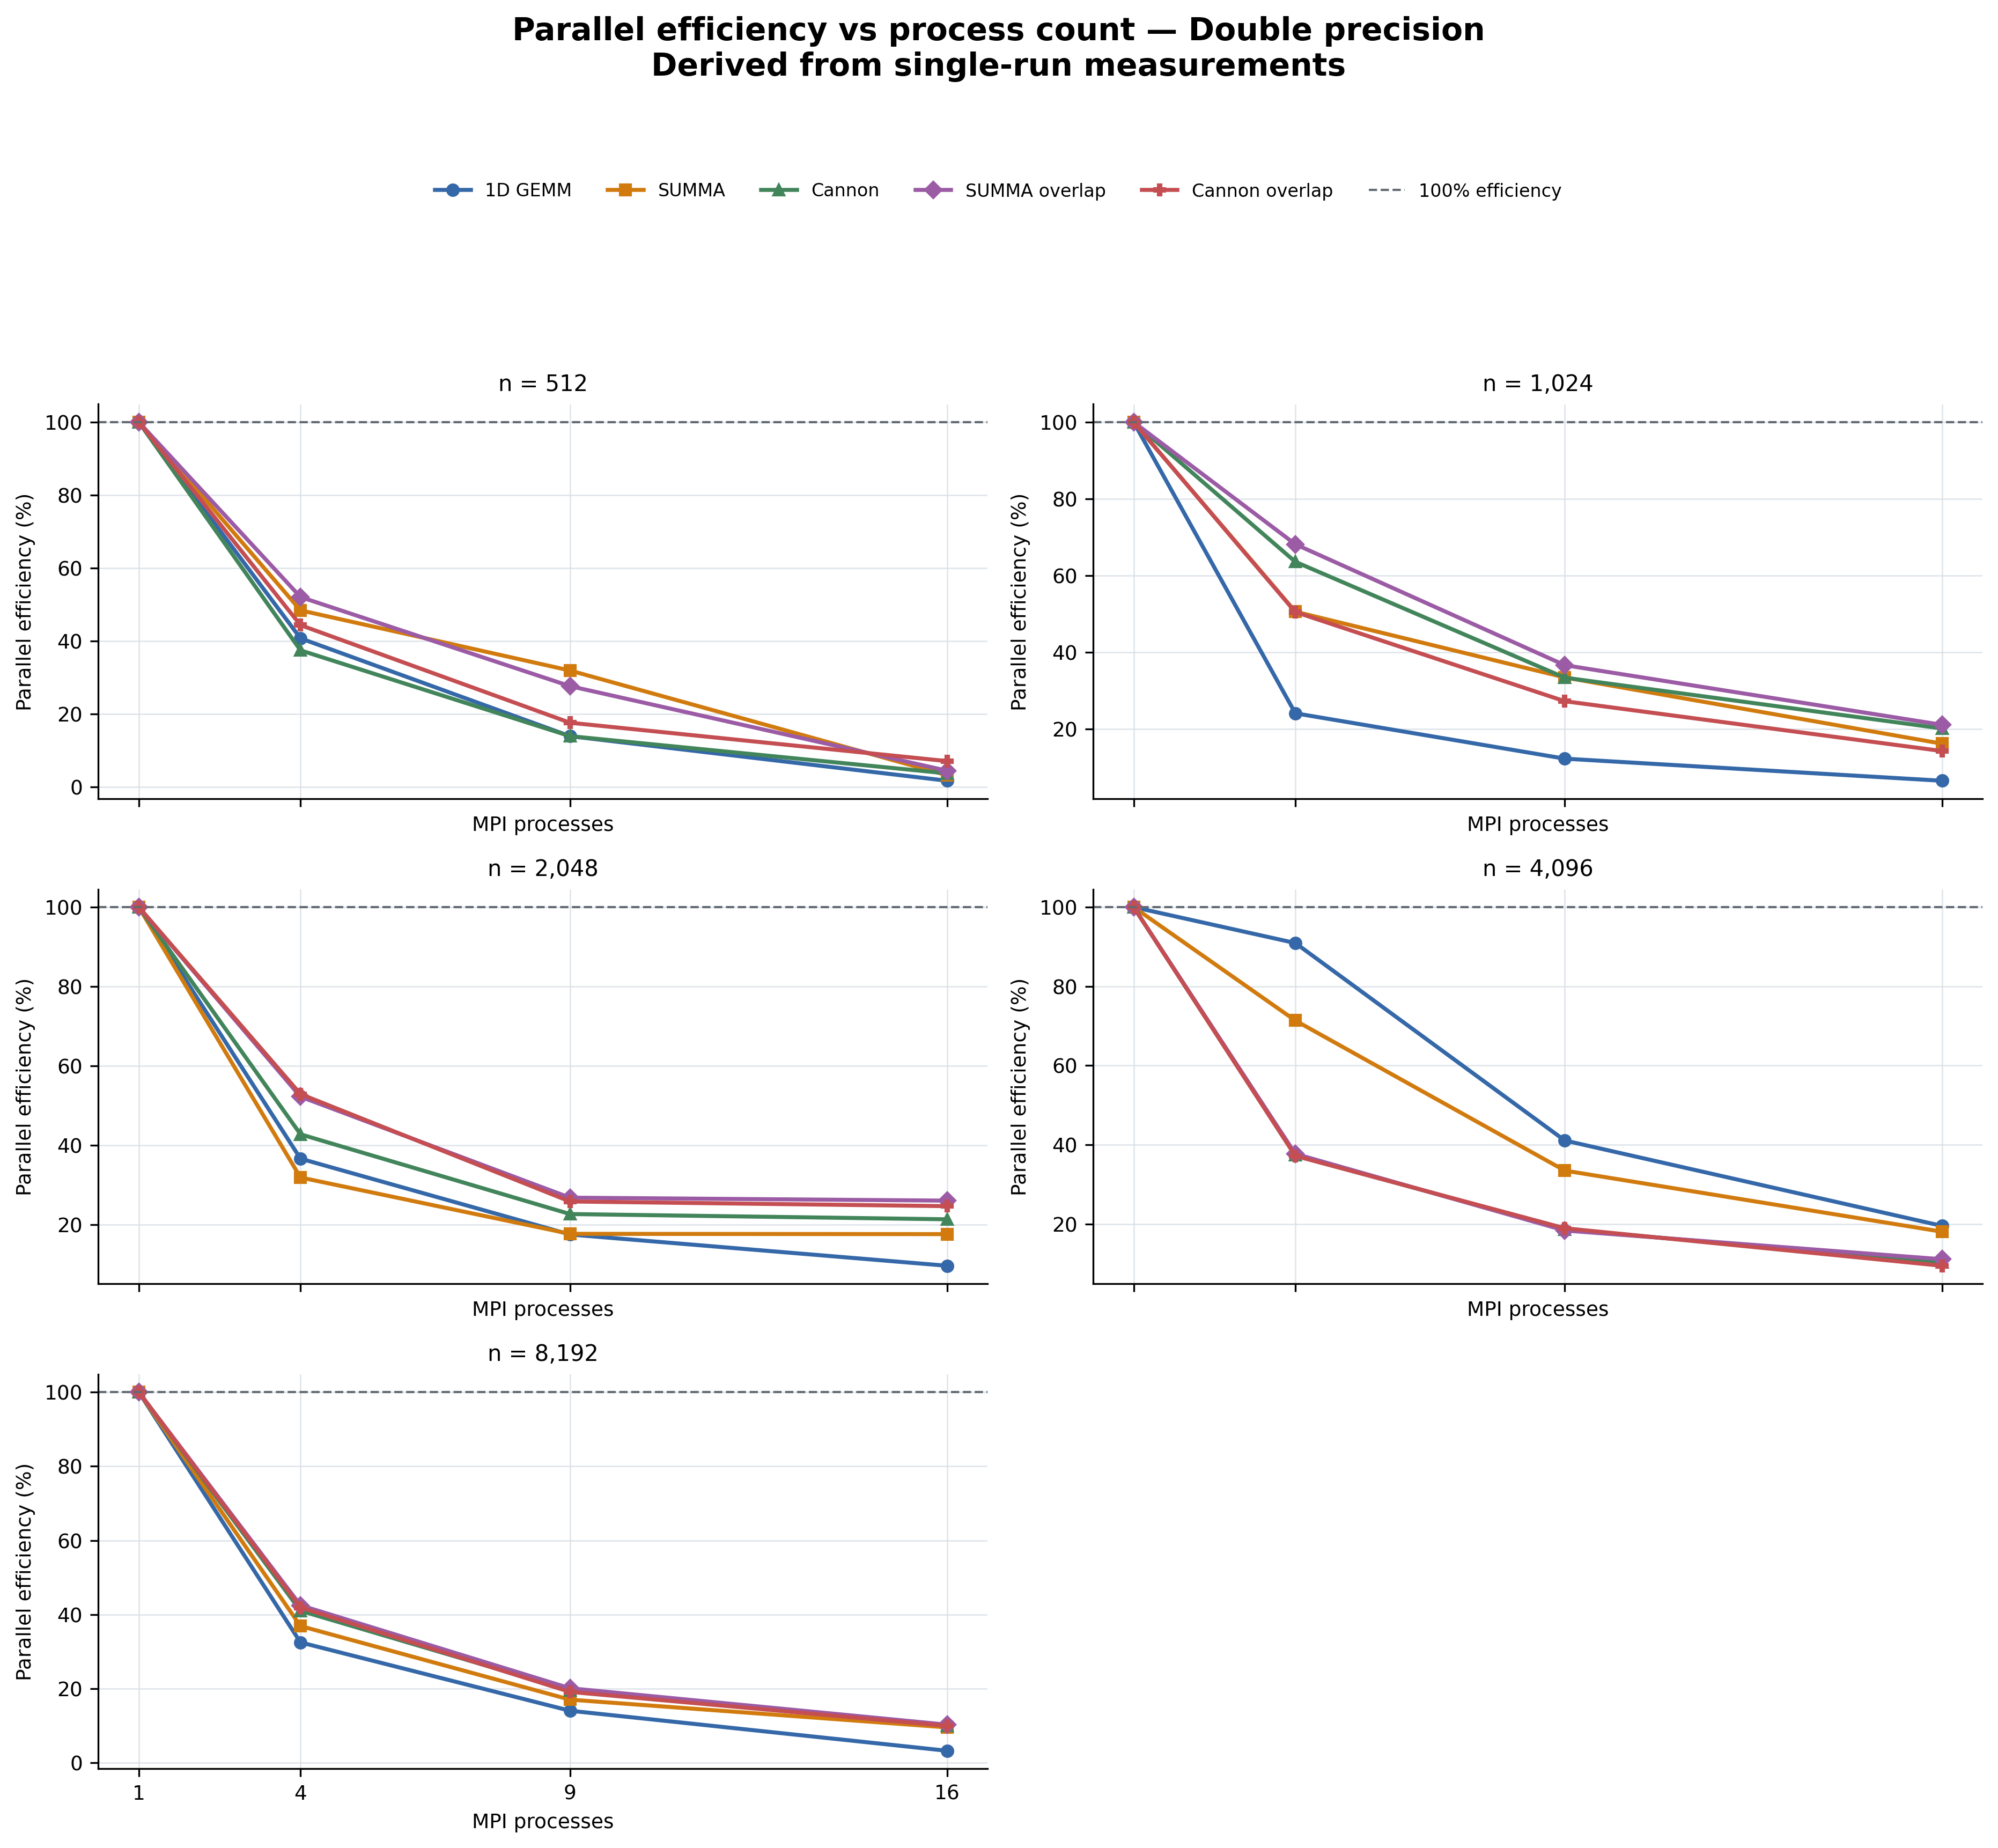 Parallel efficiency vs process count — Double precision
Derived from single-run measurements
1D GEMM SUMMA Cannon SUMMA overlap Cannon overlap 100% efficiency
n = 512
Parallel efficiency (%)
100
80
60
40
20
0
MPI processes
n = 1,024
Parallel efficiency (%)
100
80
60
40
20
MPI processes
n = 2,048
Parallel efficiency (%)
100
80
60
40
20
MPI processes
n = 4,096
Parallel efficiency (%)
100
80
60
40
20
MPI processes
n = 8,192
Parallel efficiency (%)
100
80
60
40
20
0
1 4 9 16
MPI processes